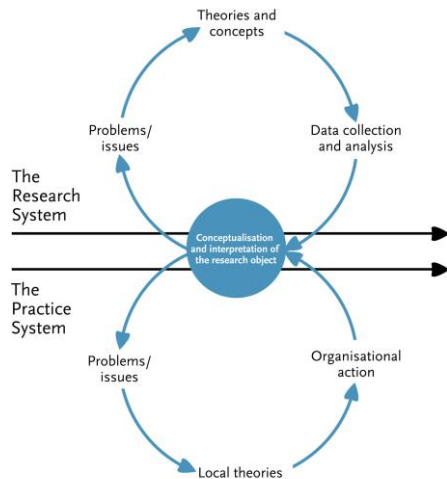 Theories and
concepts
Problems/
issues
Data collection
and analysis
The
Research
System
Conceptualisation
and interpretation of
the research object
The
Practice
System
Problems/
issues
Organisational
action
Local theories